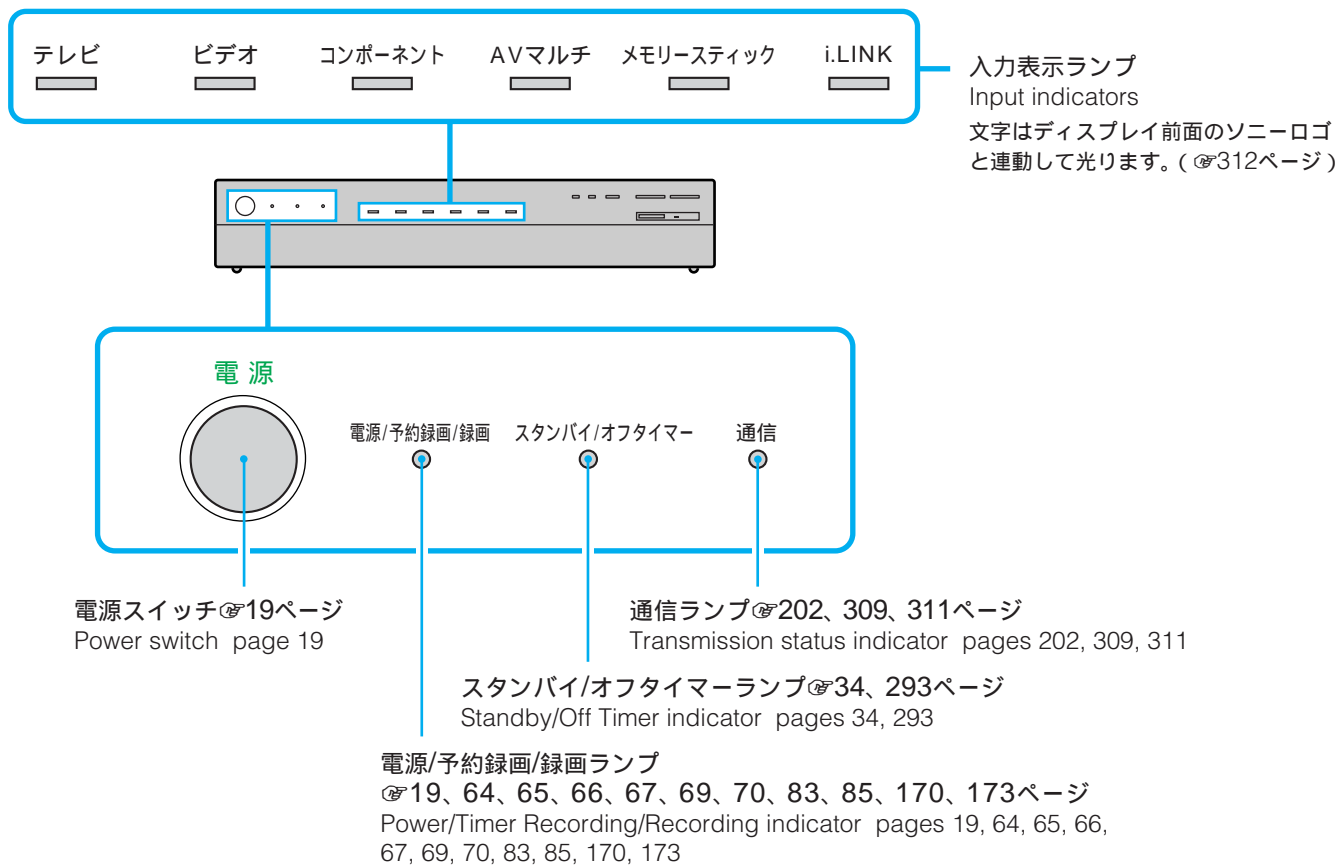 テレビ ビデオ コンポーネント AVマルチ メモリースティック i.LINK
入力表示ランプ
Input indicators
文字はディスプレイ前面のソニーロゴ
と連動して光ります。(☞312ページ)
電源
電源/予約録画/録画 スタンバイ/オフタイマー 通信
電源スイッチ☞19ページ
Power switch page 19
通信ランプ☞202、309、311ページ
Transmission status indicator pages 202, 309, 311
スタンバイ/オフタイマーランプ☞34、293ページ
Standby/Off Timer indicator pages 34, 293
電源/予約録画/録画ランプ
☞19、64、65、66、67、69、70、83、85、170、173ページ
Power/Timer Recording/Recording indicator pages 19, 64, 65, 66,
67, 69, 70, 83, 85, 170, 173